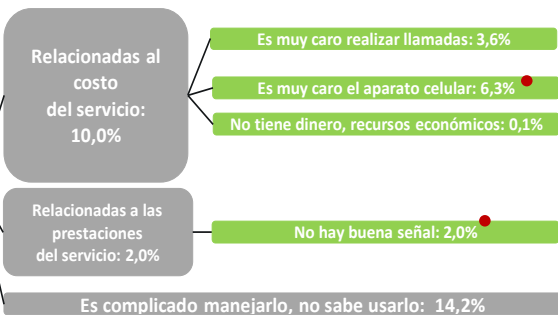 Relacionadas al
costo
del servicio:
10,0%
Es muy caro realizar llamadas: 3,6%
Es muy caro el aparato celular: 6,3%
No tiene dinero, recursos económicos: 0,1%
Relacionadas a las
prestaciones
del servicio: 2,0%
No hay buena señal: 2,0%
Es complicado manejarlo, no sabe usarlo: 14,2%